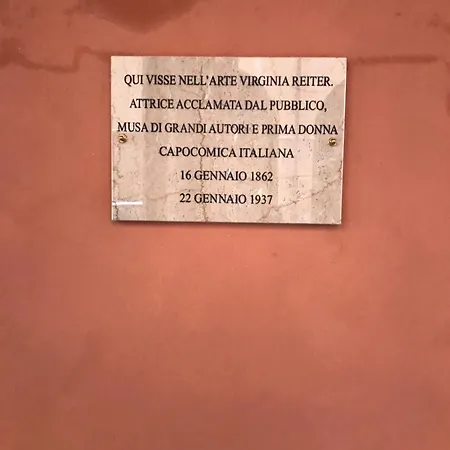 QUI VISSE NELL'ARTE VIRGINIA REITER.
ATTRICE ACCLAMATA DAL PUBBLICO,
MUSA DI GRANDI AUTORI E PRIMA DONNA
CAPOCOMICA ITALIANA
16 GENNAIO 1862
22 GENNAIO 1937